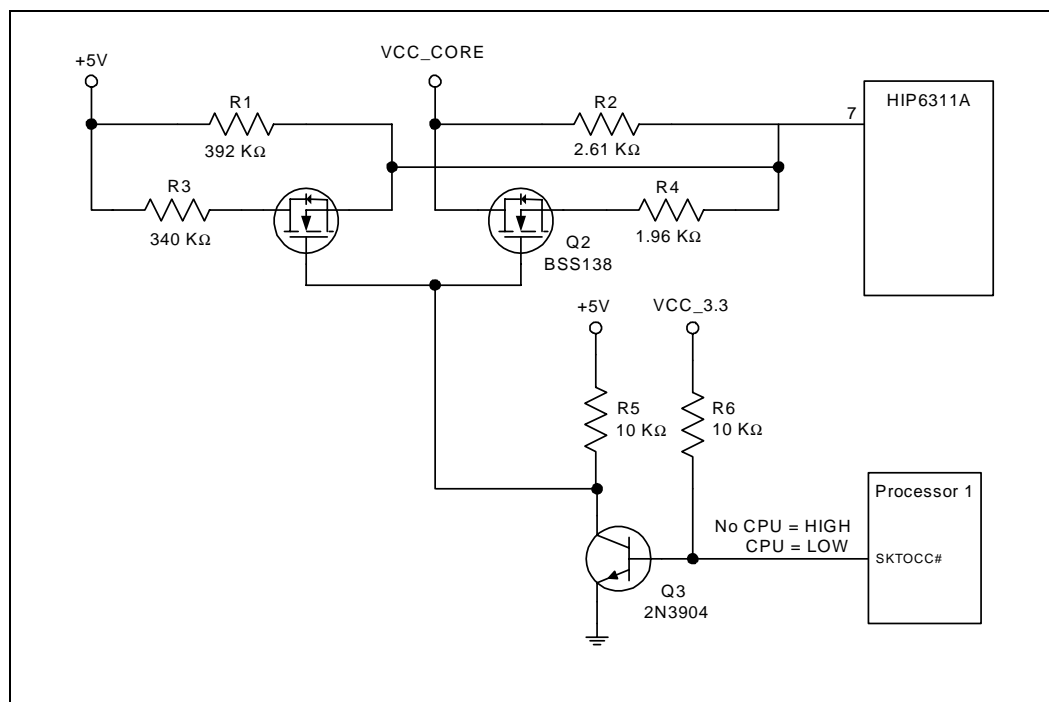 +5V
VCC_CORE
R1
392 KΩ
R2
2.61 KΩ
7
HIP6311A
R3
340 KΩ
R4
1.96 KΩ
Q2
BSS138
+5V
VCC_3.3
R5
10 KΩ
R6
10 KΩ
Processor 1
No CPU = HIGH
CPU = LOW
SKTOCC#
Q3
2N3904